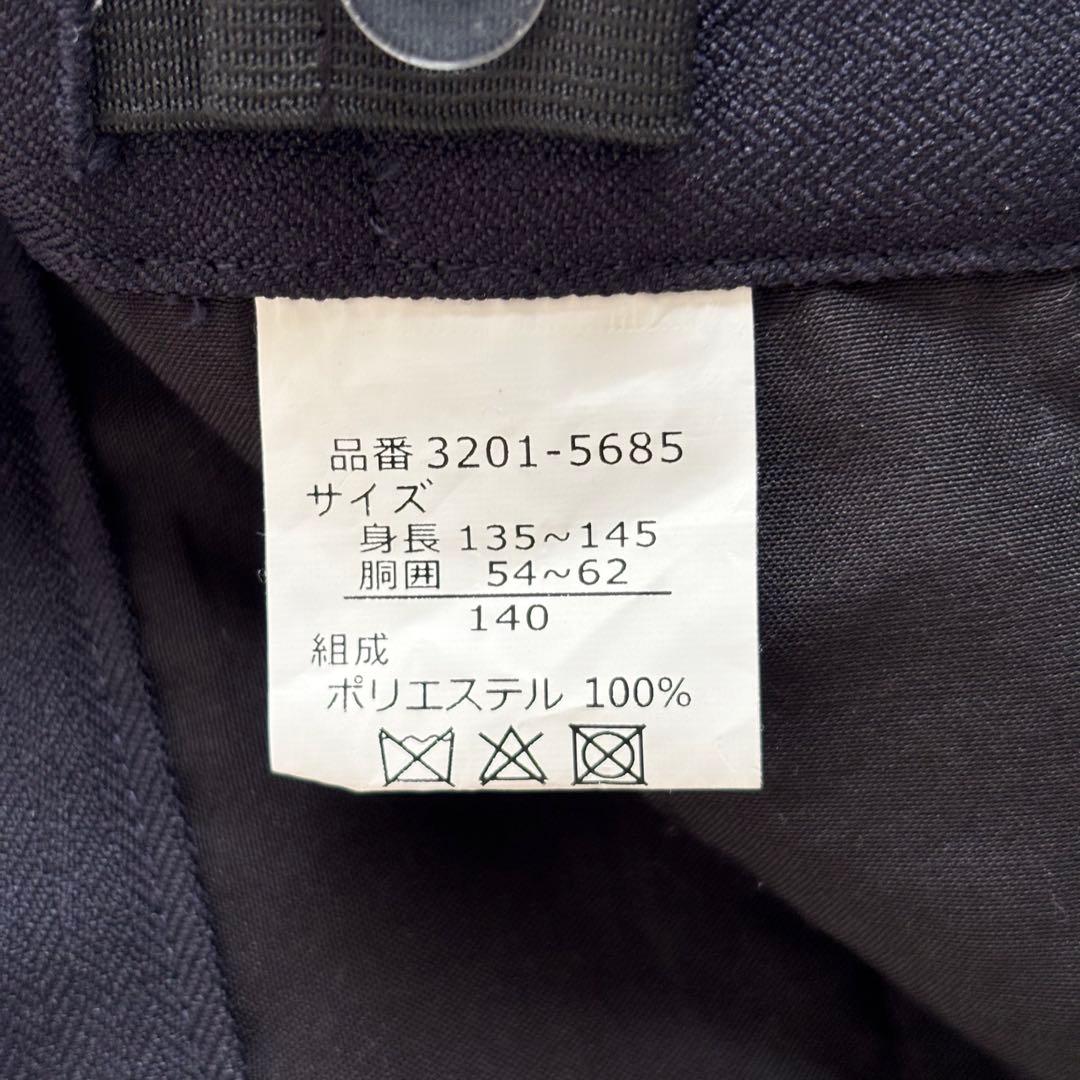 品番 3201-5685
サイズ
身長 135~145
胴囲 54~62
140
組成
ポリエステル 100%